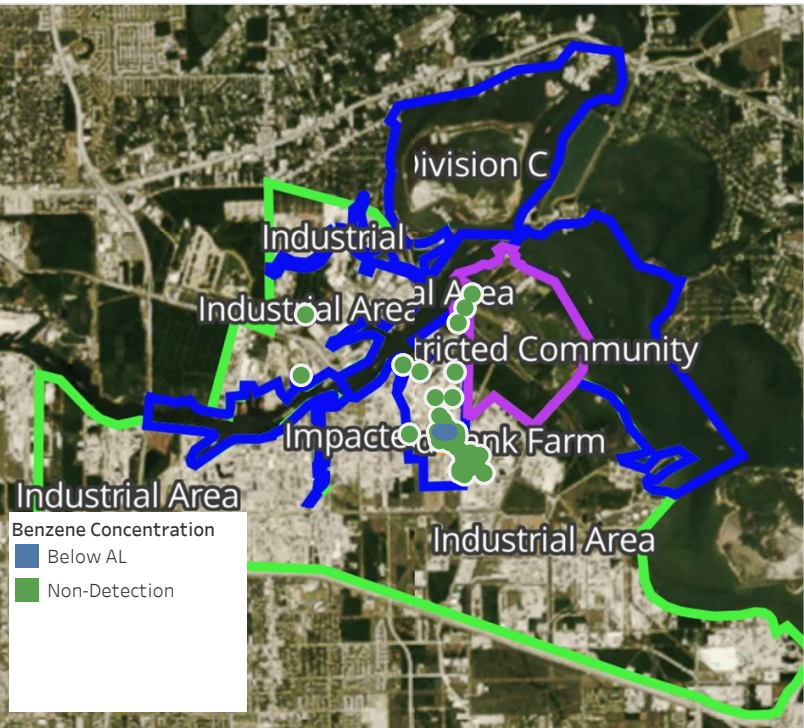 Division C
Industrial
al Area
Industrial Area
tricted Community
Impacted Tank Farm
Industrial Area
Industrial Area
Benzene Concentration
Below AL
Non-Detection